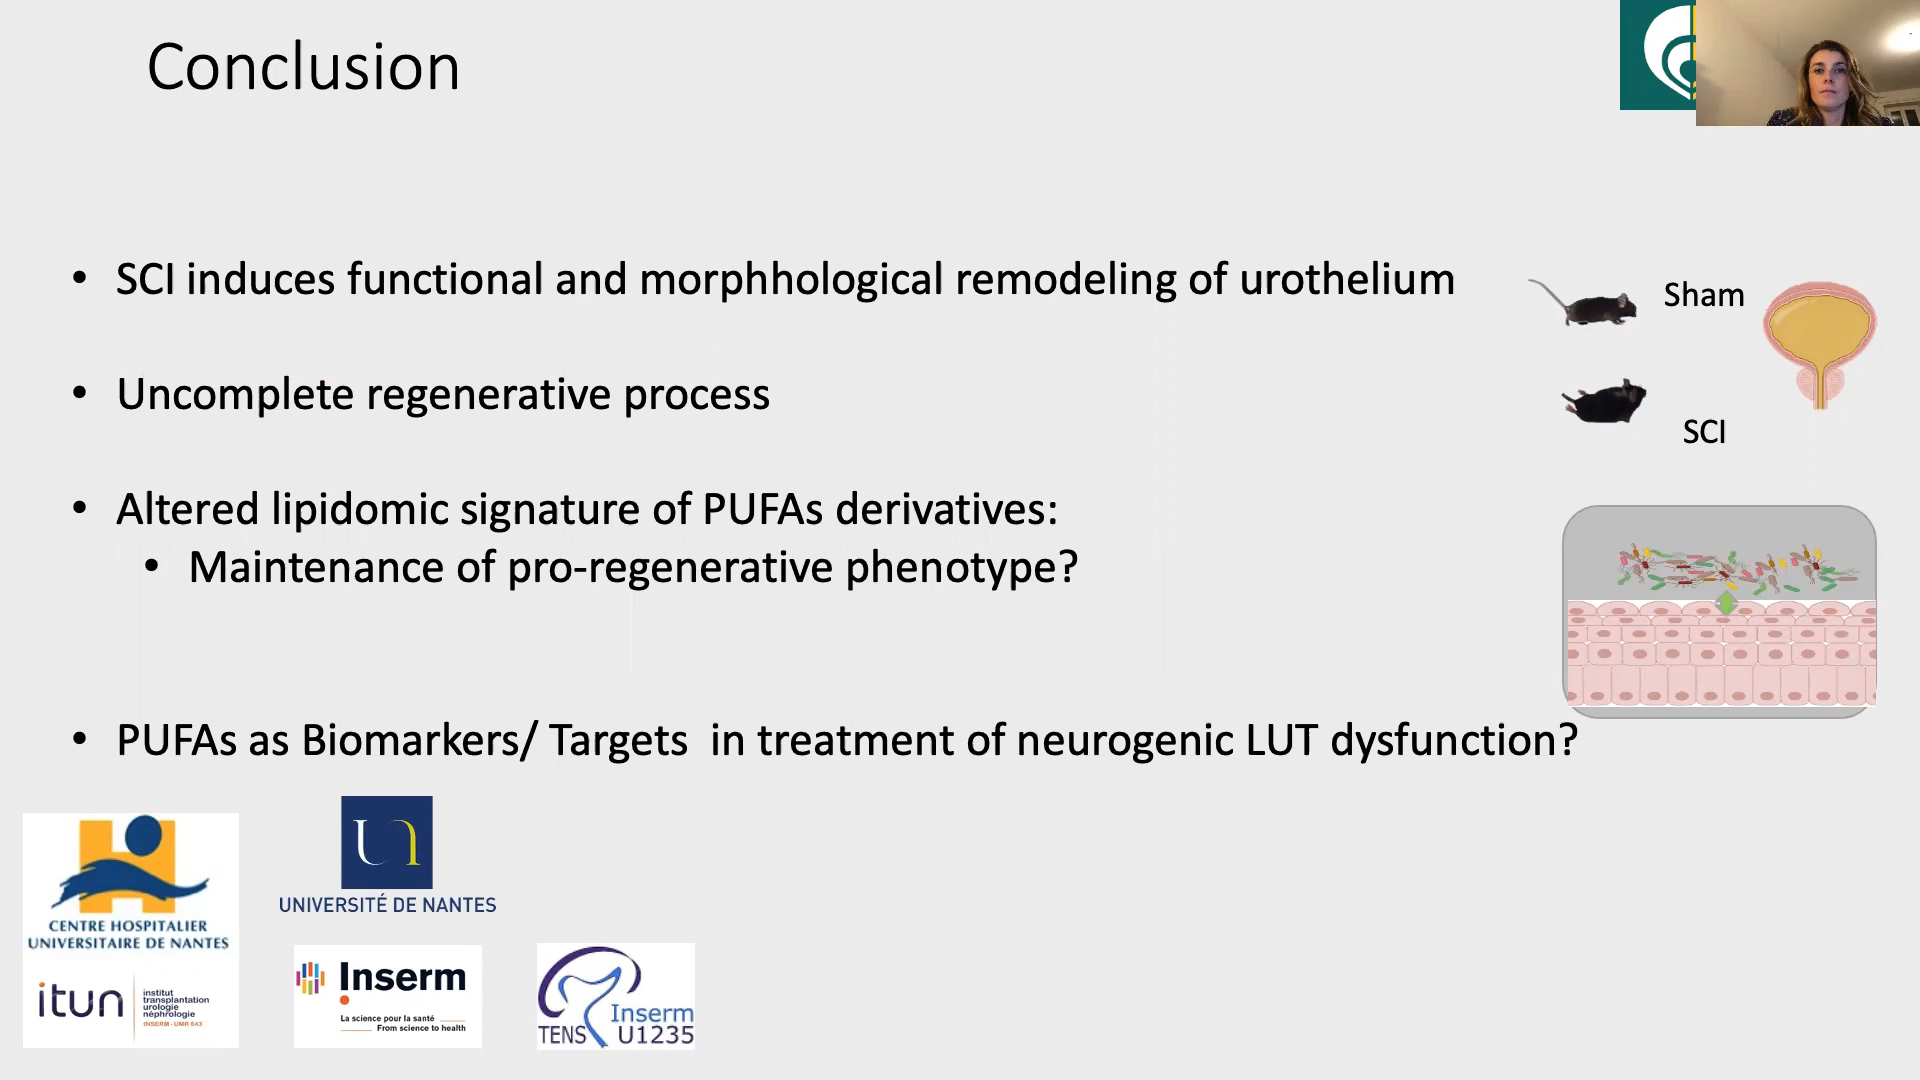 Conclusion
• SCI induces functional and morphhological remodeling of urothelium
• Uncomplete regenerative process
• Altered lipidomic signature of PUFAs derivatives:
• Maintenance of pro-regenerative phenotype?
• PUFAs as Biomarkers/ Targets in treatment of neurogenic LUT dysfunction?
Sham
SCI
CENTRE HOSPITALIER
UNIVERSITAIRE DE NANTES
UNIVERSITÉ DE NANTES
itun
institut
transplantation
urologie
néphrologie
INSERM - UMR 643
Inserm
La science pour la santé
From science to health
TENS
Inserm
U1235